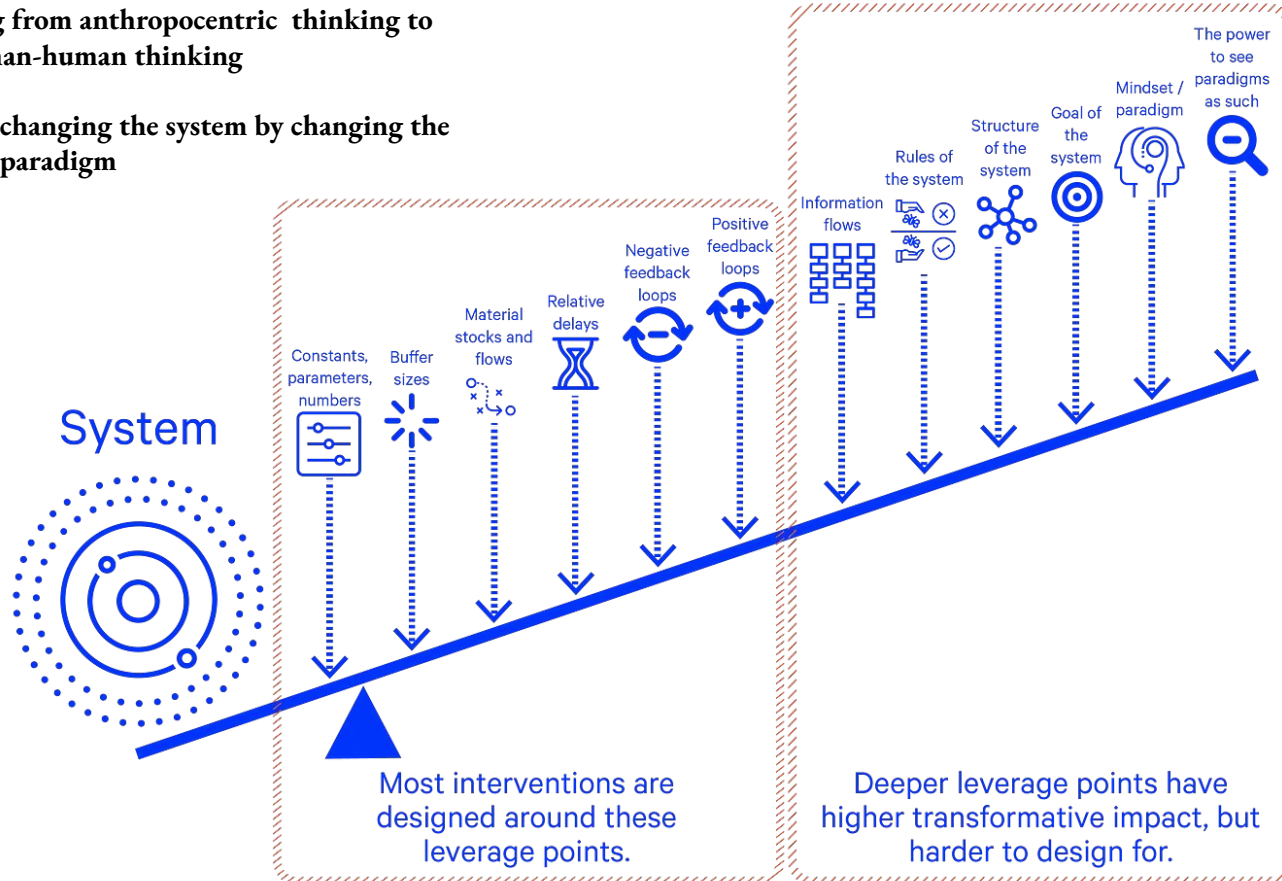 g from anthropocentric thinking to
nan-human thinking
changing the system by changing the
paradigm
System
Constants,
parameters,
numbers
Buffer
sizes
Material
stocks and
flows
Relative
delays
Negative
feedback
loops
Positive
feedback
loops
Information
flows
Rules of
the system
Structure
of the
system
Goal of
the
system
Mindset /
paradigm
The power
to see
paradigms
as such
Most interventions are
designed around these
leverage points.
Deeper leverage points have
higher transformative impact, but
harder to design for.